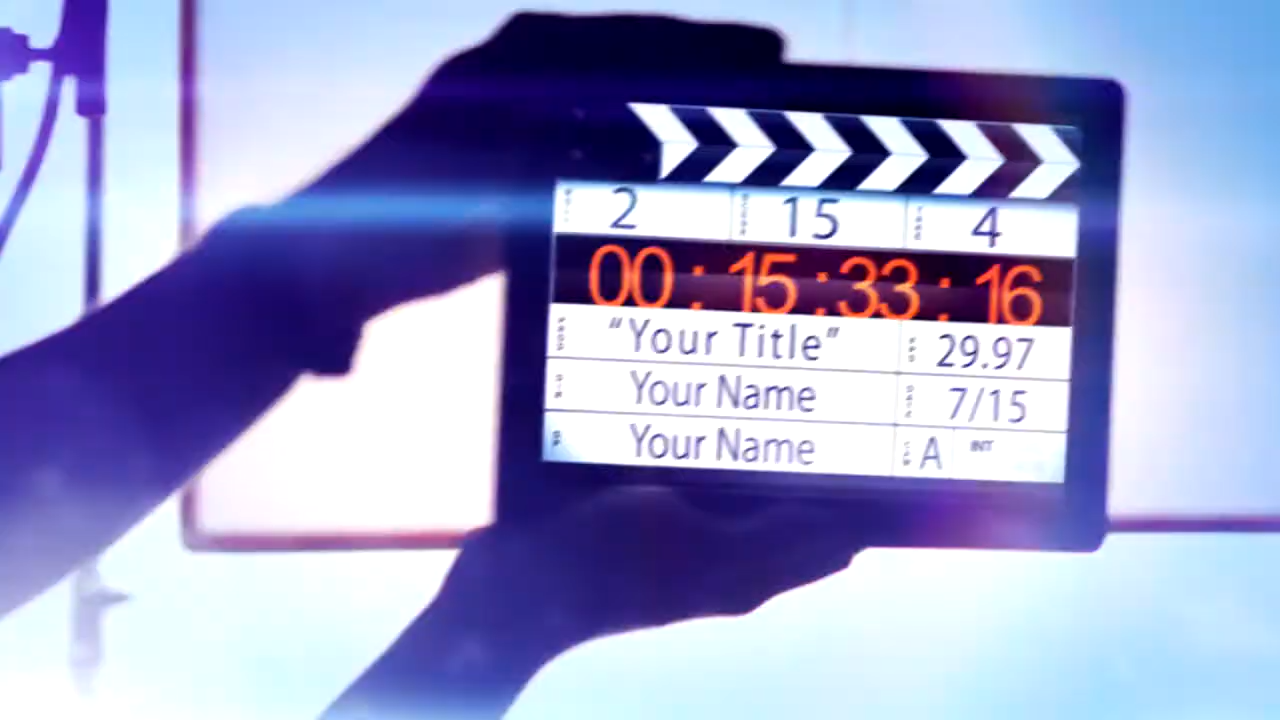 2 15 4
00 : 15 : 33 : 16
“Your Title” 29.97
Your Name 7/15
Your Name A INT